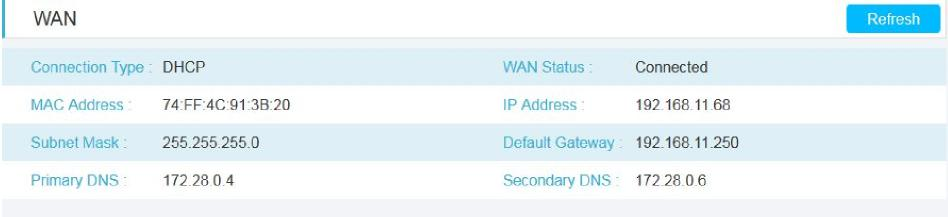 WAN Refresh
Connection Type : DHCP WAN Status : Connected
MAC Address : 74:FF:4C:91:3B:20 IP Address : 192.168.11.68
Subnet Mask : 255.255.255.0 Default Gateway : 192.168.11.250
Primary DNS : 172.28.0.4 Secondary DNS : 172.28.0.6